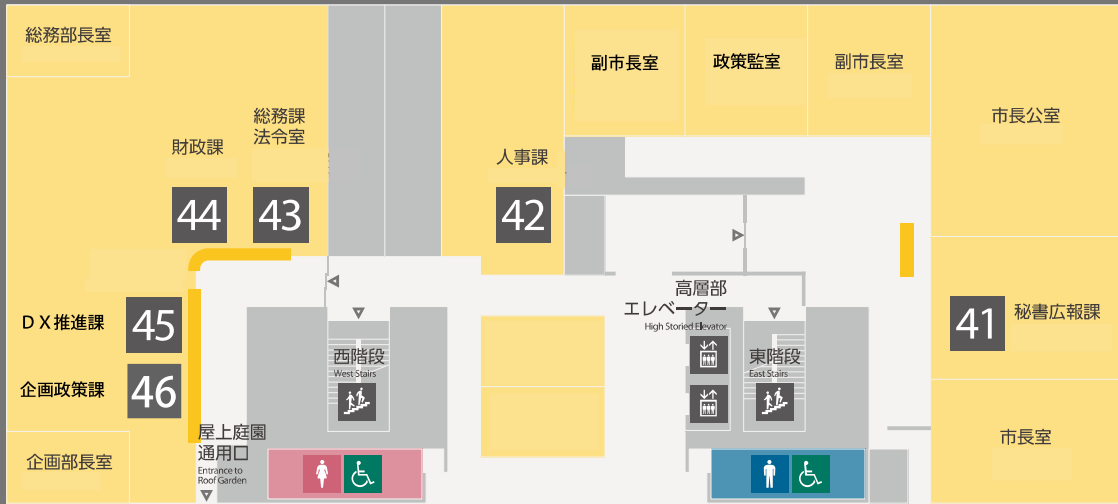 総務部長室
副市長室
政策監室
副市長室
市長公室
総務課
法令室
財政課
人事課
44
43
42
高層部
エレベーター
High Storied Elevator
DX推進課
45
41
秘書広報課
西階段
West Stairs
東階段
East Stairs
企画政策課
46
屋上庭園
通用口
Entrance to
Roof Garden
企画部長室
市長室